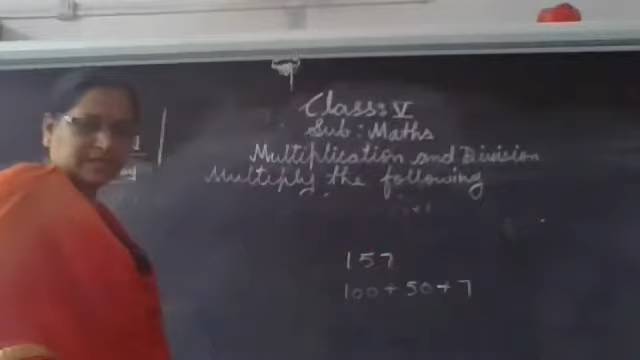 Class: V
Sub: Maths
Multiplication and Division
Multiply the following
157
100 + 50 + 7